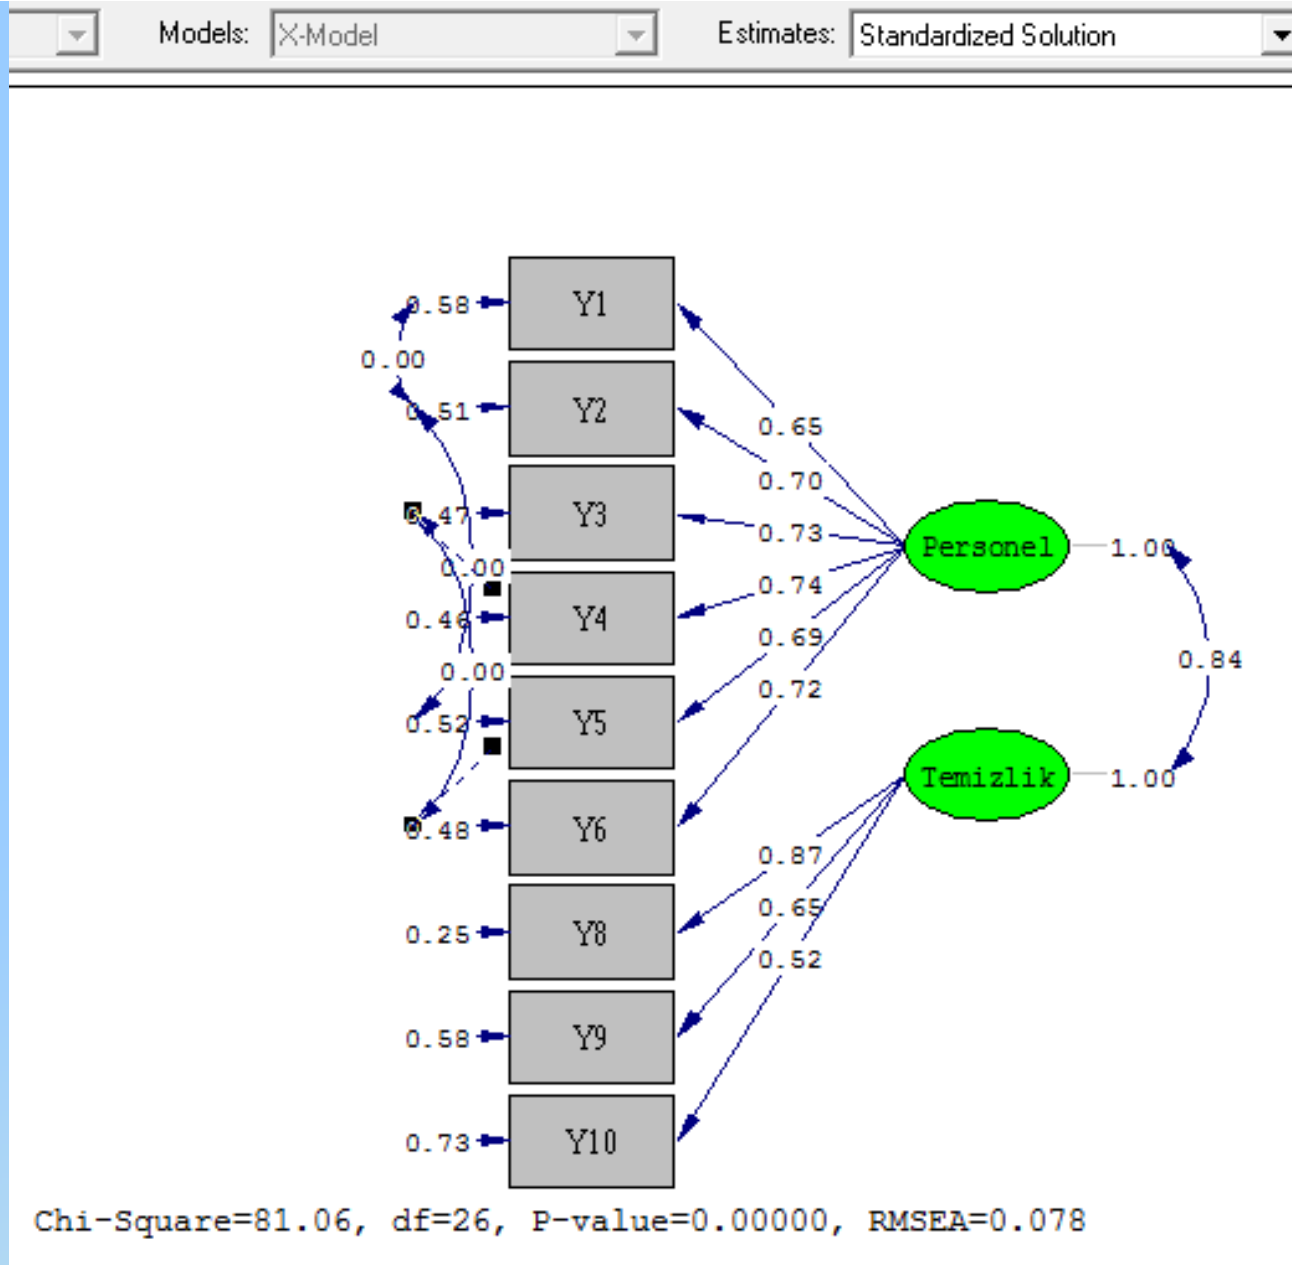 Models: X-Model Estimates: Standardized Solution
0.58 Y1
0.00
0.51 Y2
0.65
0.70
0.47 Y3
0.73
Personel 1.00
0.00
0.74
0.46 Y4
0.69
0.84
0.00
0.72
0.52 Y5
Temizlik 1.00
0.48 Y6
0.87
0.65
0.25 Y8
0.52
0.58 Y9
0.73 Y10
Chi-Square=81.06, df=26, P-value=0.00000, RMSEA=0.078